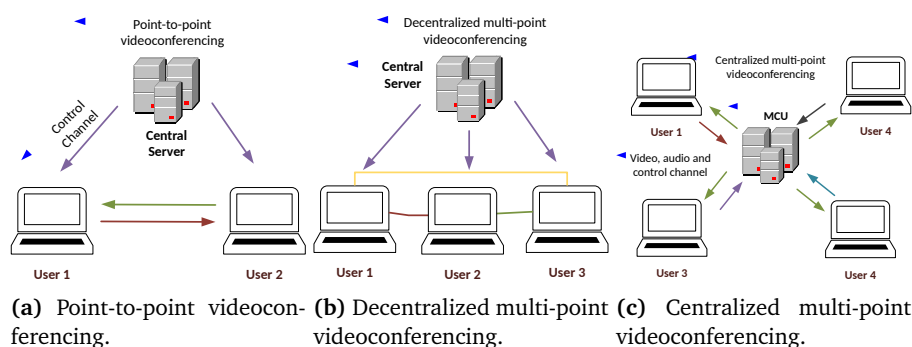 Point-to-point
videoconferencing
Control
Channel
Central
Server
User 1
User 2
(a) Point-to-point videocon-
ferencing.
Decentralized multi-point
videoconferencing
Central
Server
User 1
User 2
User 3
(b) Decentralized multi-point
videoconferencing.
Centralized multi-point
videoconferencing
MCU
User 1
User 4
Video, audio and
control channel
User 3
User 4
(c) Centralized multi-point
videoconferencing.